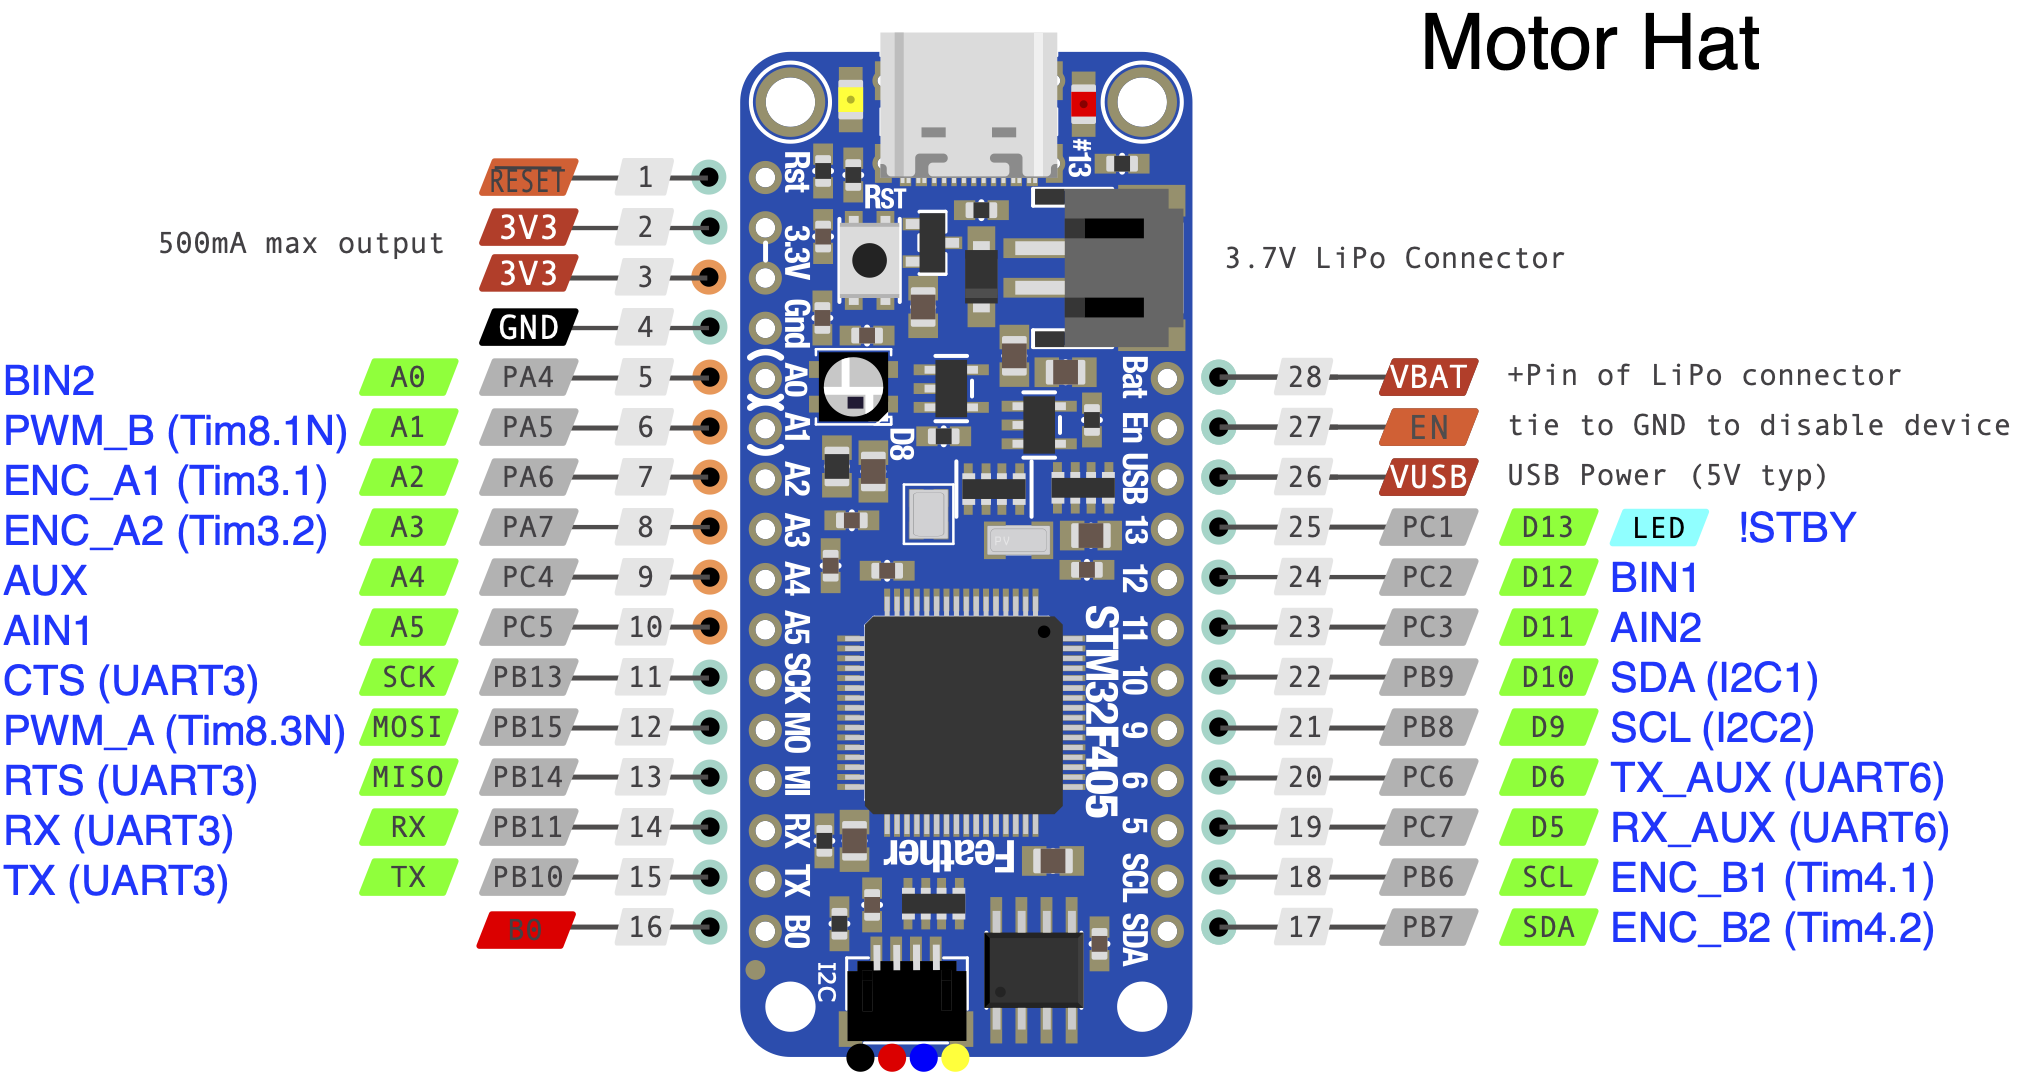 Motor Hat
RESET 1
3V3 2
500mA max output
3V3 3
GND 4
BIN2 A0 PA4 5
PWM_B (Tim8.1N) A1 PA5 6
ENC_A1 (Tim3.1) A2 PA6 7
ENC_A2 (Tim3.2) A3 PA7 8
AUX A4 PC4 9
AIN1 A5 PC5 10
CTS (UART3) SCK PB13 11
PWM_A (Tim8.3N) MOSI PB15 12
RTS (UART3) MISO PB14 13
RX (UART3) RX PB11 14
TX (UART3) TX PB10 15
B0 16
Rst
3.3V
Gnd
A0
A1
A2
A3
A4
A5
SCK
MO
MI
RX
TX
B0
I2C
RST
#13
D8
PV
STM32F405
Feather
Bat
En
USB
13
12
11
10
9
6
5
SCL
SDA
3.7V LiPo Connector
28 VBAT +Pin of LiPo connector
27 EN tie to GND to disable device
26 VUSB USB Power (5V typ)
25 PC1 D13 LED !STBY
24 PC2 D12 BIN1
23 PC3 D11 AIN2
22 PB9 D10 SDA (I2C1)
21 PB8 D9 SCL (I2C2)
20 PC6 D6 TX_AUX (UART6)
19 PC7 D5 RX_AUX (UART6)
18 PB6 SCL ENC_B1 (Tim4.1)
17 PB7 SDA ENC_B2 (Tim4.2)